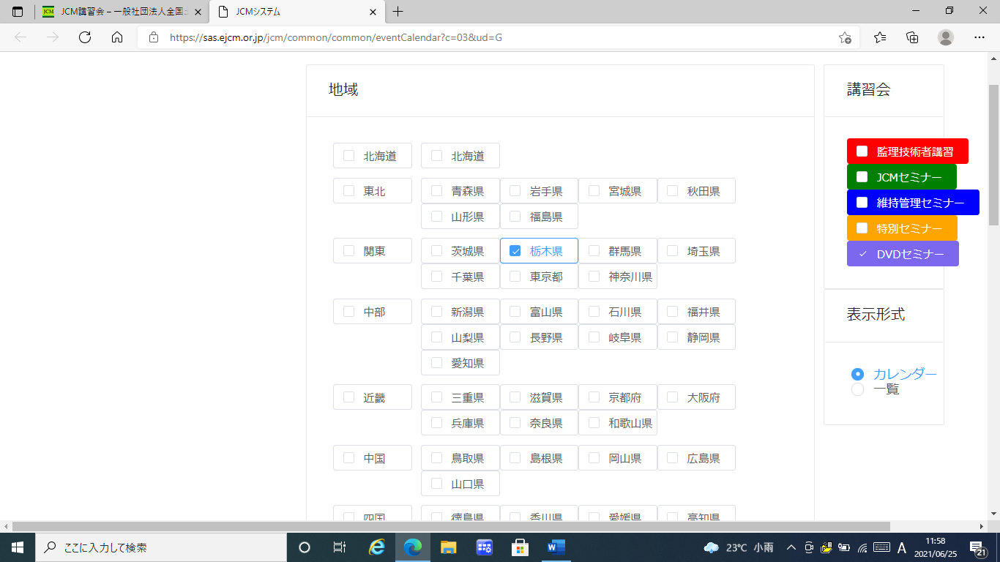 JCM講習会 – 一般社団法人全国土
JCMシステム
https://sas.ejcm.or.jp/jcm/common/common/eventCalendar?c=03&ud=G
地域
北海道 北海道
東北 青森県 岩手県 宮城県 秋田県
山形県 福島県
関東 茨城県 栃木県 群馬県 埼玉県
千葉県 東京都 神奈川県
中部 新潟県 富山県 石川県 福井県
山梨県 長野県 岐阜県 静岡県
愛知県
近畿 三重県 滋賀県 京都府 大阪府
兵庫県 奈良県 和歌山県
中国 鳥取県 島根県 岡山県 広島県
山口県
四国 徳島県 香川県 愛媛県 高知県
講習会
監理技術者講習
JCMセミナー
維持管理セミナー
特別セミナー
DVDセミナー
表示形式
カレンダー
一覧
ここに入力して検索
23°C 小雨
A
11:58
2021/06/25
21